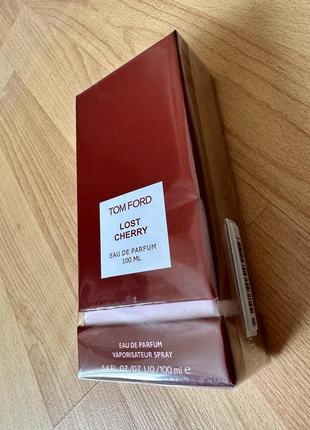 TOM FORD
LOST
CHERRY
EAU DE PARFUM
100 ML
EAU DE PARFUM
VAPORISATEUR SPRAY
3.4 FL.OZ./OZ.LIQ/100 ml e